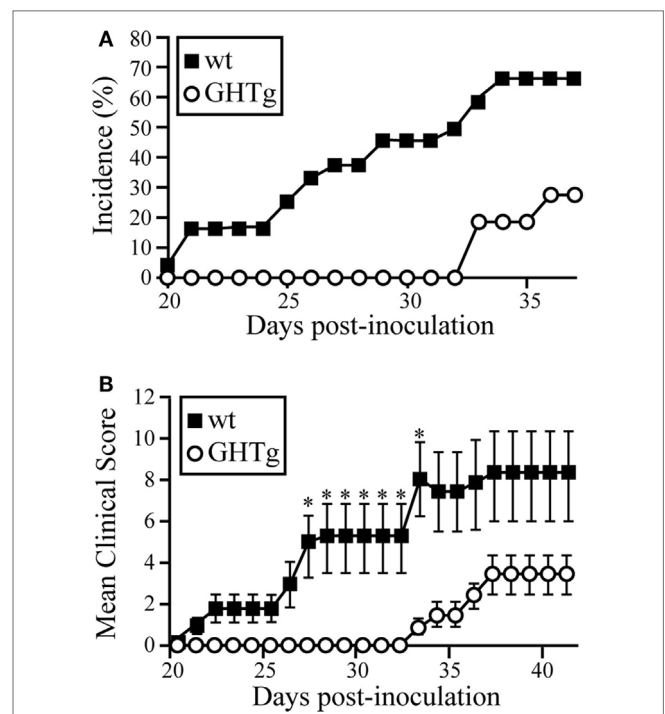 A
80
70
60
50
40
30
20
10
0
Incidence (%)
wt
GHTg
20 25 30 35
Days post-inoculation
B
12
10
8
6
4
2
0
Mean Clinical Score
wt
GHTg
* * * * * * *
20 25 30 35 40
Days post-inoculation